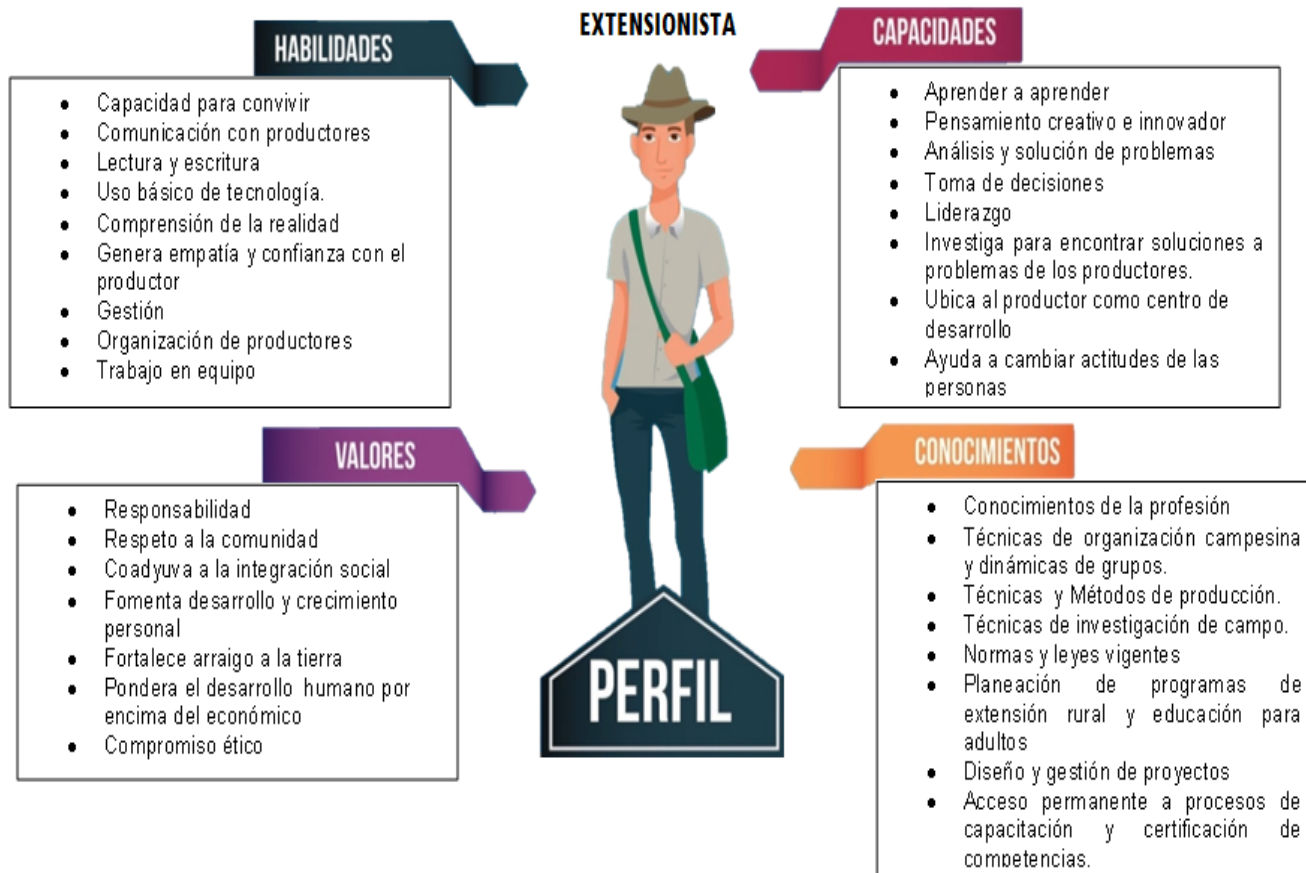 EXTENSIONISTA
HABILIDADES
• Capacidad para convivir
• Comunicación con productores
• Lectura y escritura
• Uso básico de tecnología.
• Comprensión de la realidad
• Genera empatía y confianza con el
productor
• Gestión
• Organización de productores
• Trabajo en equipo
CAPACIDADES
• Aprender a aprender
• Pensamiento creativo e innovador
• Análisis y solución de problemas
• Toma de decisiones
• Liderazgo
• Investiga para encontrar soluciones a
problemas de los productores.
• Ubica al productor como centro de
desarrollo
• Ayuda a cambiar actitudes de las
personas
VALORES
• Responsabilidad
• Respeto a la comunidad
• Coadyuva a la integración social
• Fomenta desarrollo y crecimiento
personal
• Fortalece arraigo a la tierra
• Pondera el desarrollo humano por
encima del económico
• Compromiso ético
CONOCIMIENTOS
• Conocimientos de la profesión
• Técnicas de organización campesina
y dinámicas de grupos.
• Técnicas y Métodos de producción.
• Técnicas de investigación de campo.
• Normas y leyes vigentes
• Planeación de programas de
extensión rural y educación para
adultos
• Diseño y gestión de proyectos
• Acceso permanente a procesos de
capacitación y certificación de
competencias.
PERFIL